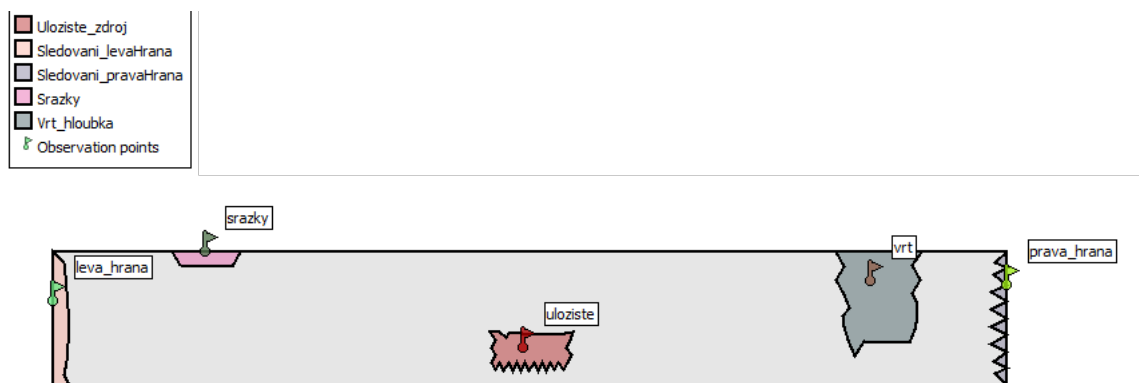 Uloziste_zdroj
Sledovani_levaHrana
Sledovani_pravaHrana
Srazky
Vrt_hloubka
Observation points
srazky
vrt
prava_hrana
leva_hrana
uloziste